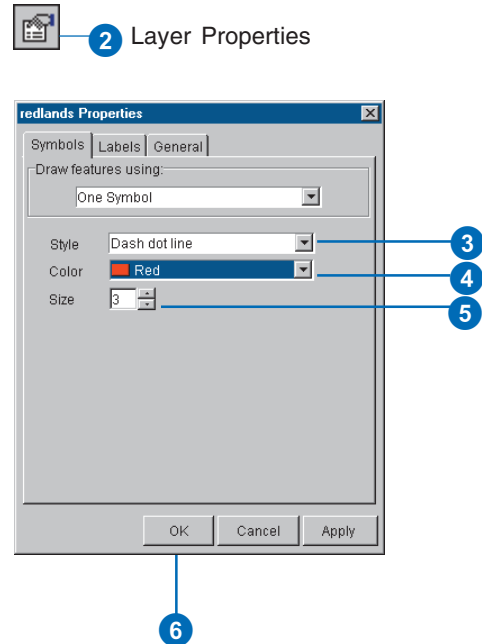 2 Layer Properties
redlands Properties
Symbols Labels General
Draw features using:
One Symbol
Style Dash dot line 3
Color Red 4
Size 3 5
OK Cancel Apply
6